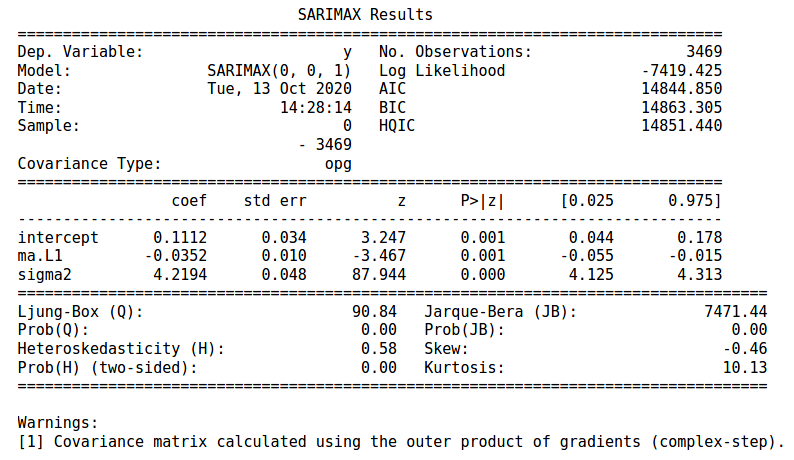 SARIMAX Results
==============================================================================
Dep. Variable:                      y   No. Observations:                 3469
Model:               SARIMAX(0, 0, 1)   Log Likelihood               -7419.425
Date:                Tue, 13 Oct 2020   AIC                          14844.850
Time:                        14:28:14   BIC                          14863.305
Sample:                             0   HQIC                         14851.440
                               - 3469
Covariance Type:                  opg
==============================================================================
                 coef    std err          z      P>|z|      [0.025      0.975]
------------------------------------------------------------------------------
intercept      0.1112      0.034      3.247      0.001       0.044       0.178
ma.L1         -0.0352      0.010     -3.467      0.001      -0.055      -0.015
sigma2         4.2194      0.048     87.944      0.000       4.125       4.313
===================================================================================
Ljung-Box (Q):                       90.84   Jarque-Bera (JB):              7471.44
Prob(Q):                              0.00   Prob(JB):                         0.00
Heteroskedasticity (H):               0.58   Skew:                            -0.46
Prob(H) (two-sided):                  0.00   Kurtosis:                        10.13
===================================================================================

Warnings:
[1] Covariance matrix calculated using the outer product of gradients (complex-step).